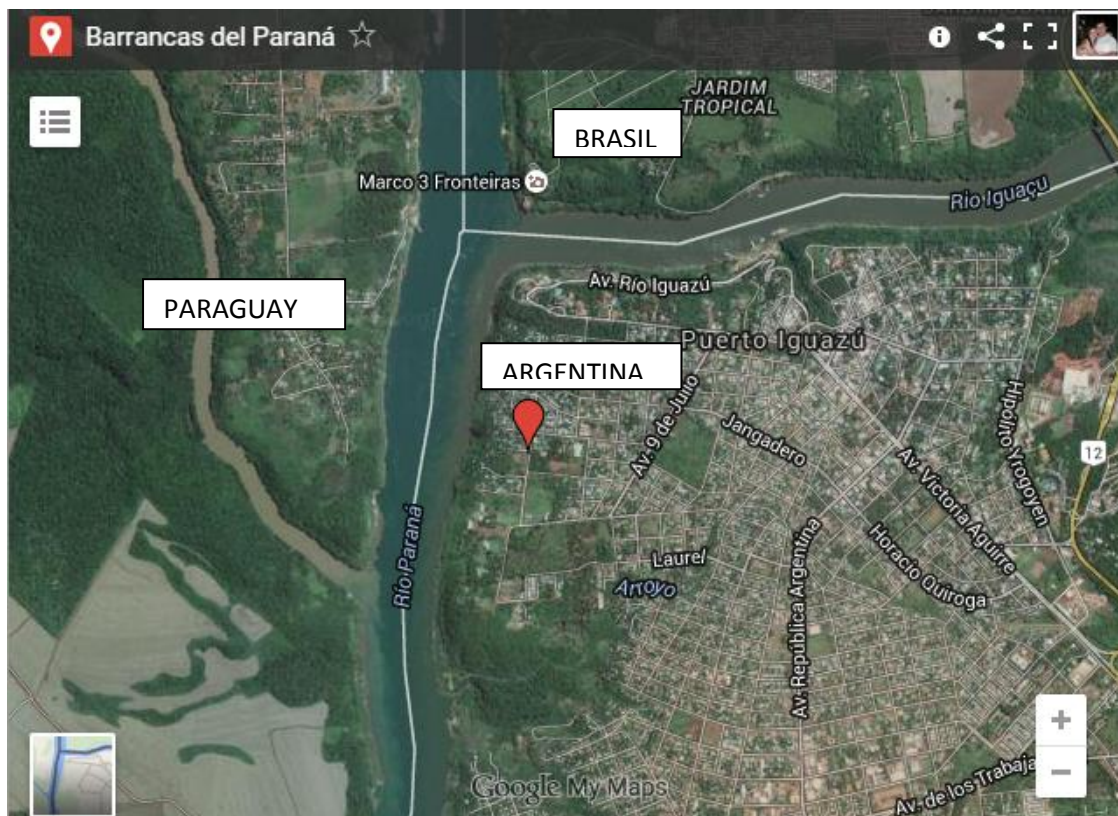 Barrancas del Paraná
JARDIM
TROPICAL
BRASIL
Marco 3 Fronteiras
Rio Iguaçu
Av. Río Iguazú
PARAGUAY
Puerto Iguazú
ARGENTINA
Av. 9 de Julio
Jangadero
Hipólito Yrogoyen
12
Av. Victoria Aguirre
Río Paraná
Laurel
Arroyo
Horacio Quiroga
Av. República Argentina
Google My Maps
Av. de los Trabaja